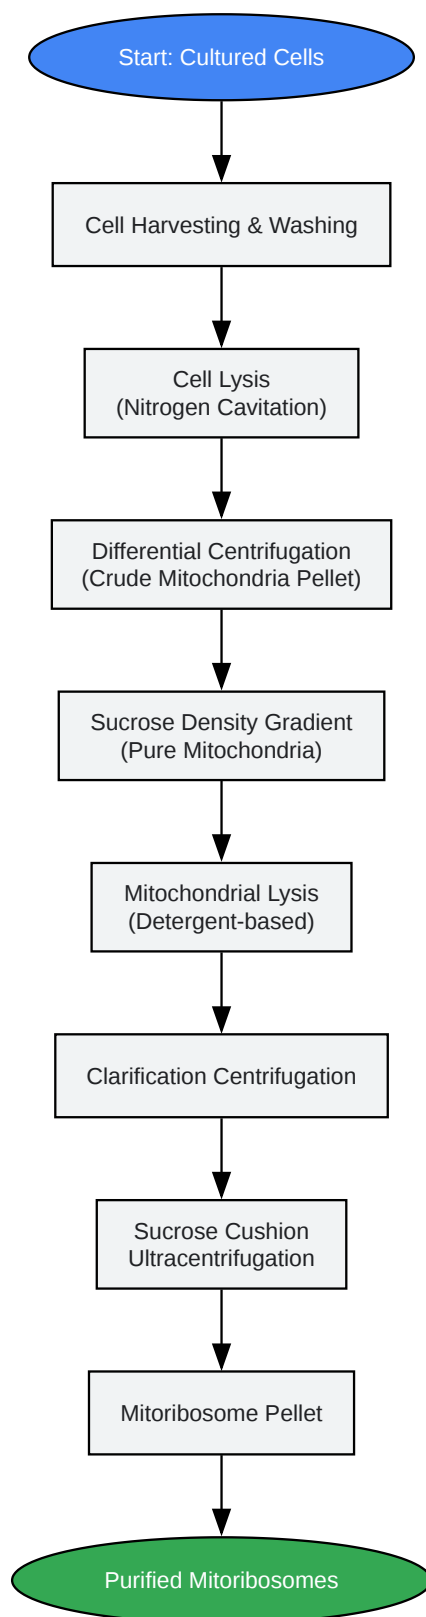 Start: Cultured Cells
Cell Harvesting & Washing
Cell Lysis
(Nitrogen Cavitation)
Differential Centrifugation
(Crude Mitochondria Pellet)
Sucrose Density Gradient
(Pure Mitochondria)
Mitochondrial Lysis
(Detergent-based)
Clarification Centrifugation
Sucrose Cushion
Ultracentrifugation
Mitoribosome Pellet
Purified Mitoribosomes